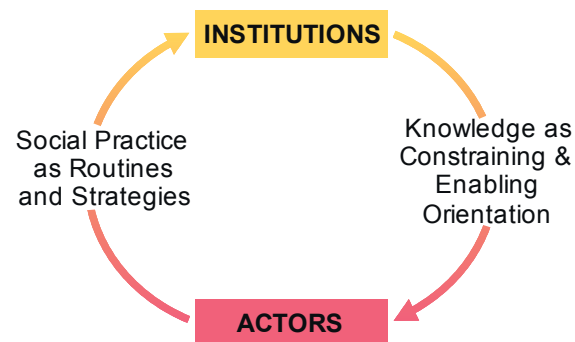 INSTITUTIONS
Social Practice
as Routines
and Strategies
Knowledge as
Constraining &
Enabling
Orientation
ACTORS